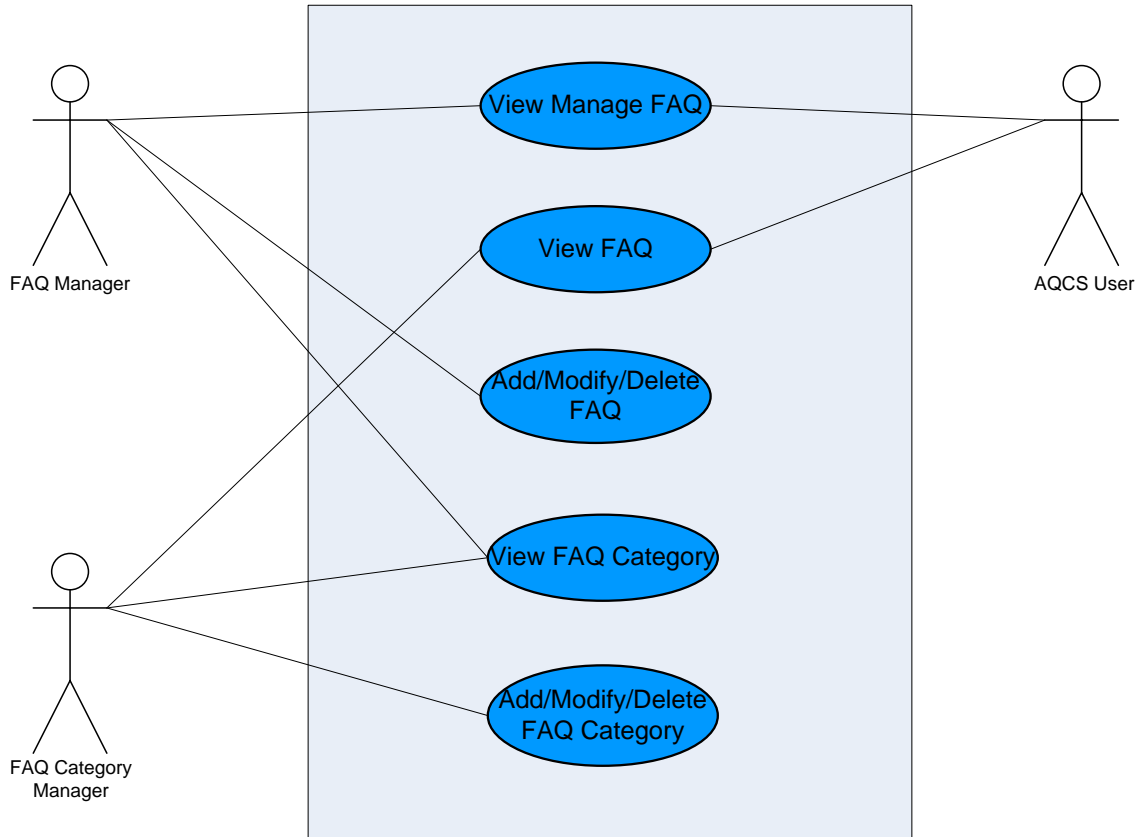 View Manage FAQ
View FAQ
FAQ Manager
AQCS User
Add/Modify/Delete
FAQ
View FAQ Category
Add/Modify/Delete
FAQ Category
FAQ Category
Manager